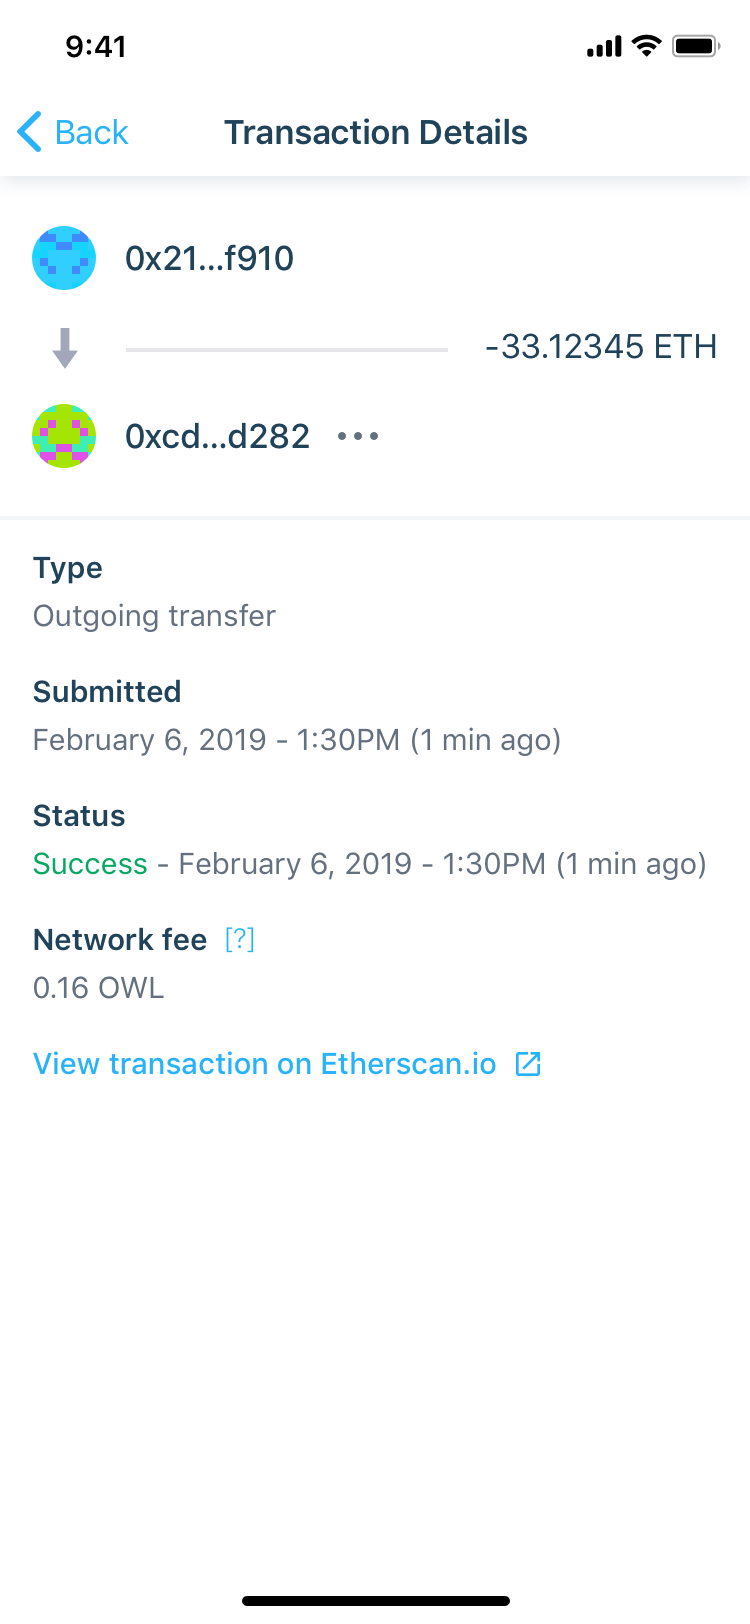 9:41
Back
Transaction Details
0x21...f910
-33.12345 ETH
0xcd...d282 •••
Type
Outgoing transfer
Submitted
February 6, 2019 - 1:30PM (1 min ago)
Status
Success - February 6, 2019 - 1:30PM (1 min ago)
Network fee [?]
0.16 OWL
View transaction on Etherscan.io